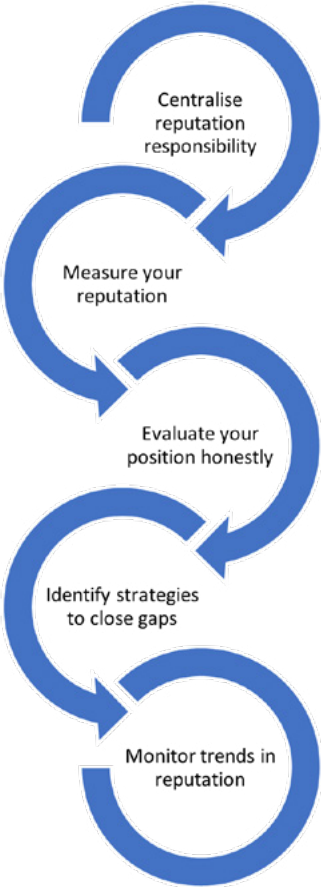 Centralise
reputation
responsibility
Measure your
reputation
Evaluate your
position honestly
Identify strategies
to close gaps
Monitor trends in
reputation